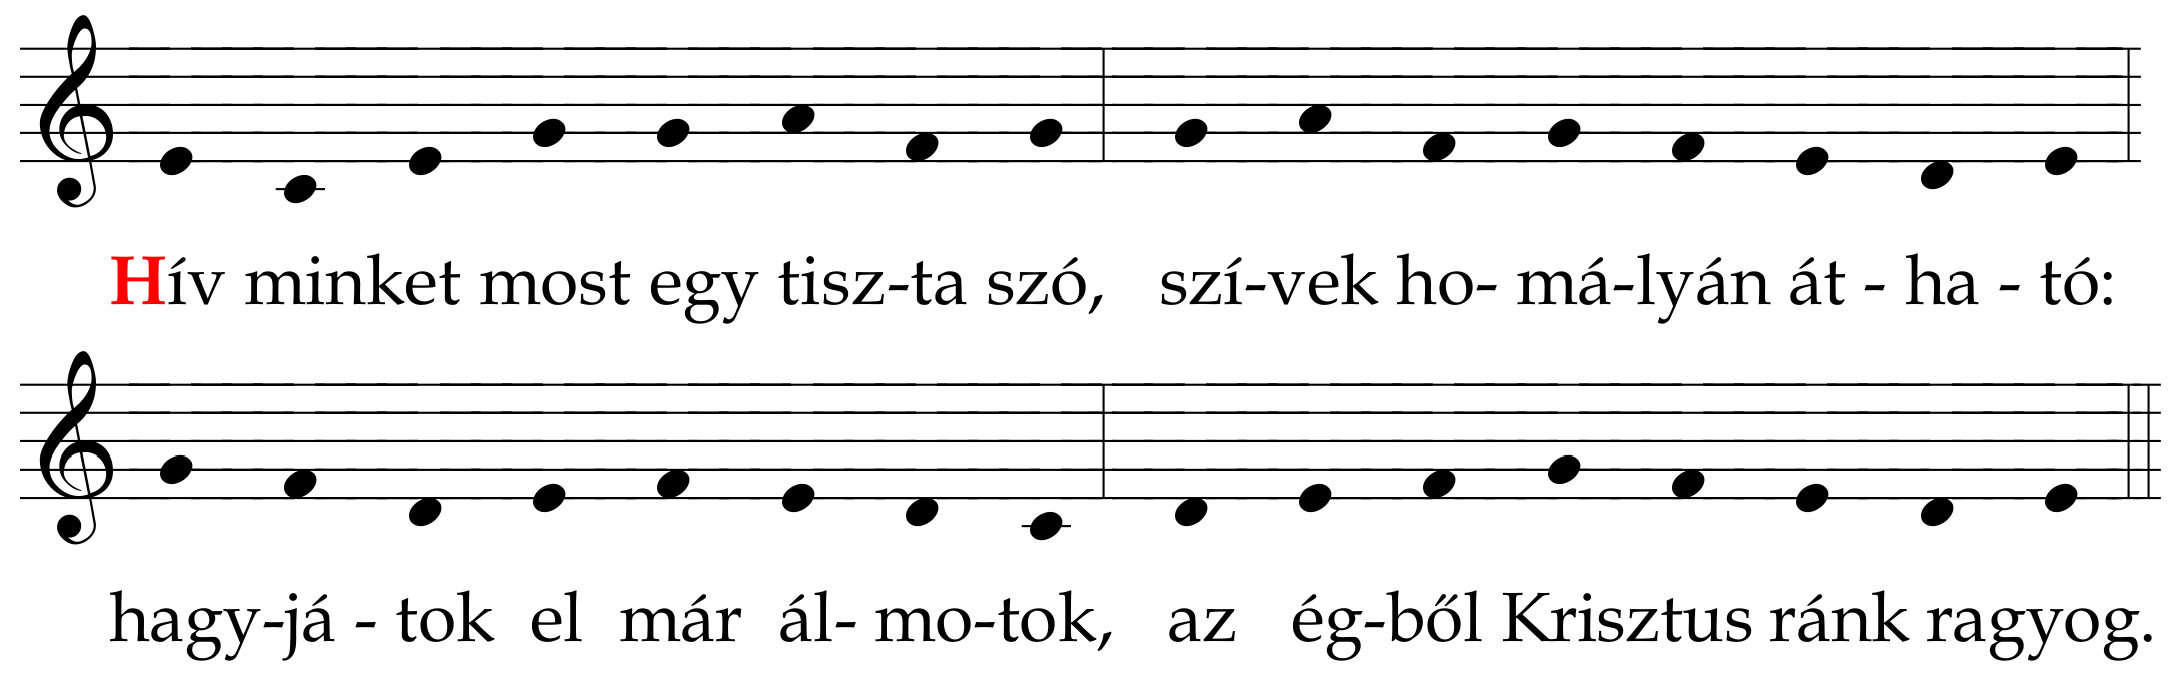 Hív minket most egy tisz-ta szó, szí-vek ho- má-lyán át - ha - tó:
hagy-já - tok el már ál- mo-tok, az ég-ből Krisztus ránk ragyog.